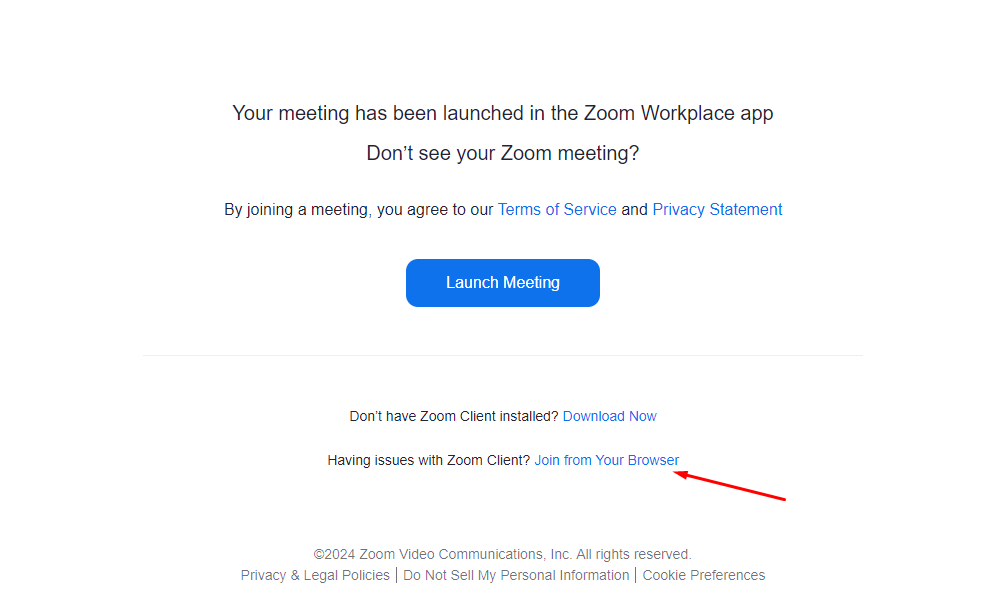 Your meeting has been launched in the Zoom Workplace app
Don’t see your Zoom meeting?
By joining a meeting, you agree to our Terms of Service and Privacy Statement
Launch Meeting
Don’t have Zoom Client installed? Download Now
Having issues with Zoom Client? Join from Your Browser
©2024 Zoom Video Communications, Inc. All rights reserved.
Privacy & Legal Policies | Do Not Sell My Personal Information | Cookie Preferences